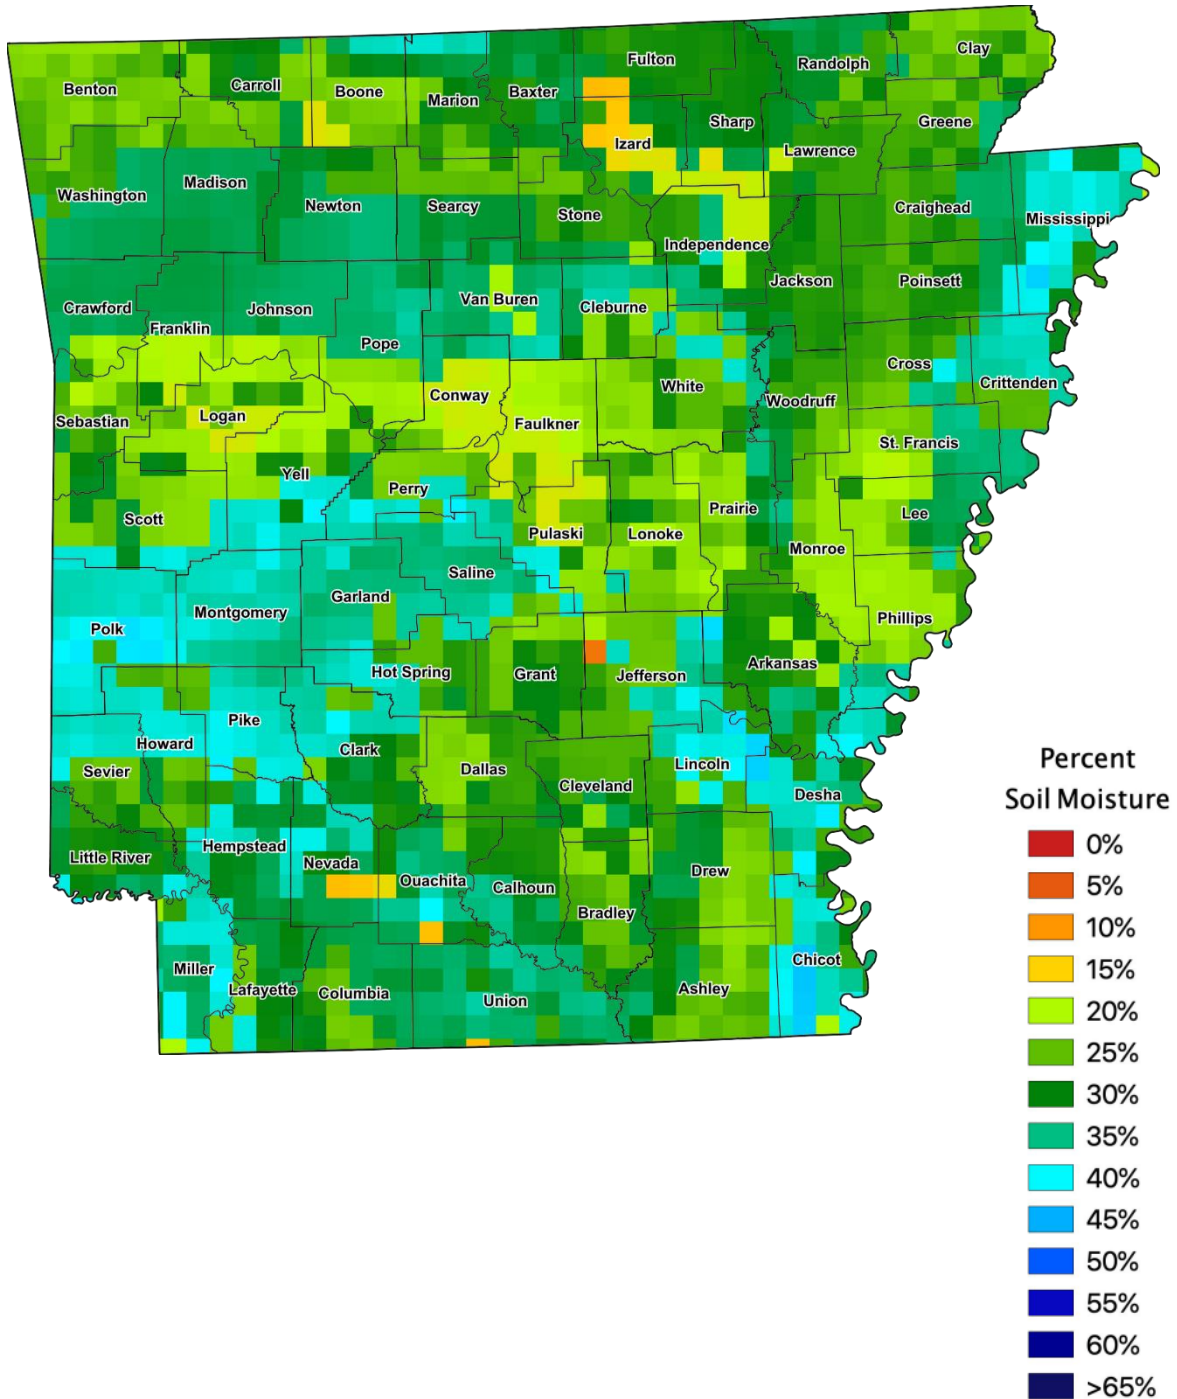 Clay
Fulton
Randolph
Carroll
Benton
Boone
Marion
Baxter
Sharp
Greene
Izard
Lawrence
Madison
Washington
Newton
Searcy
Stone
Craighead
Mississippi
Independence
Jackson
Poinsett
Van Buren
Cleburne
Crawford
Johnson
Franklin
Pope
Cross
Crittenden
White
Conway
Woodruff
Logan
Sebastian
Faulkner
St. Francis
Yell
Perry
Prairie
Lee
Scott
Pulaski
Lonoke
Monroe
Saline
Garland
Montgomery
Phillips
Polk
Arkansas
Hot Spring
Grant
Jefferson
Pike
Howard
Clark
Lincoln
Sevier
Dallas
Cleveland
Desha
Hempstead
Little River
Nevada
Ouachita
Calhoun
Drew
Bradley
Chicot
Miller
Lafayette
Columbia
Union
Ashley
Percent
Soil Moisture
0%
5%
10%
15%
20%
25%
30%
35%
40%
45%
50%
55%
60%
>65%